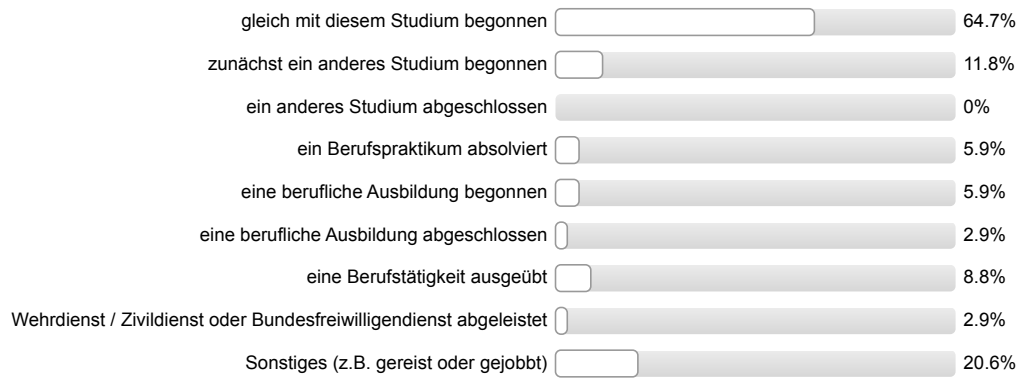 gleich mit diesem Studium begonnen 64.7%
zunächst ein anderes Studium begonnen 11.8%
ein anderes Studium abgeschlossen 0%
ein Berufspraktikum absolviert 5.9%
eine berufliche Ausbildung begonnen 5.9%
eine berufliche Ausbildung abgeschlossen 2.9%
eine Berufstätigkeit ausgeübt 8.8%
Wehrdienst / Zivildienst oder Bundesfreiwilligendienst abgeleistet 2.9%
Sonstiges (z.B. gereist oder gejobbt) 20.6%